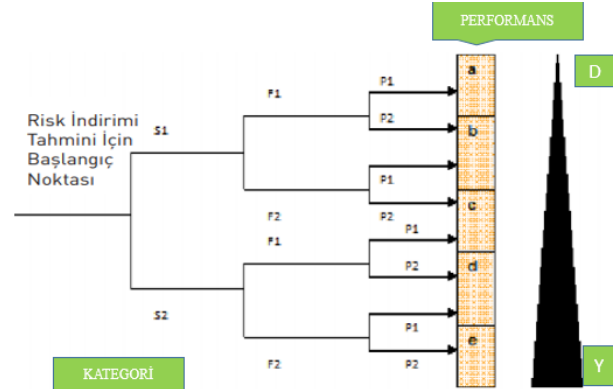 PERFORMANS
a
D
P1
F1
Risk İndirimi
Tahmini İçin
Başlangıç
Noktası
S1
P2
b
P1
c
F2
P2
F1
P1
P2
d
S2
P1
e
KATEGORİ
F2
P2
Y